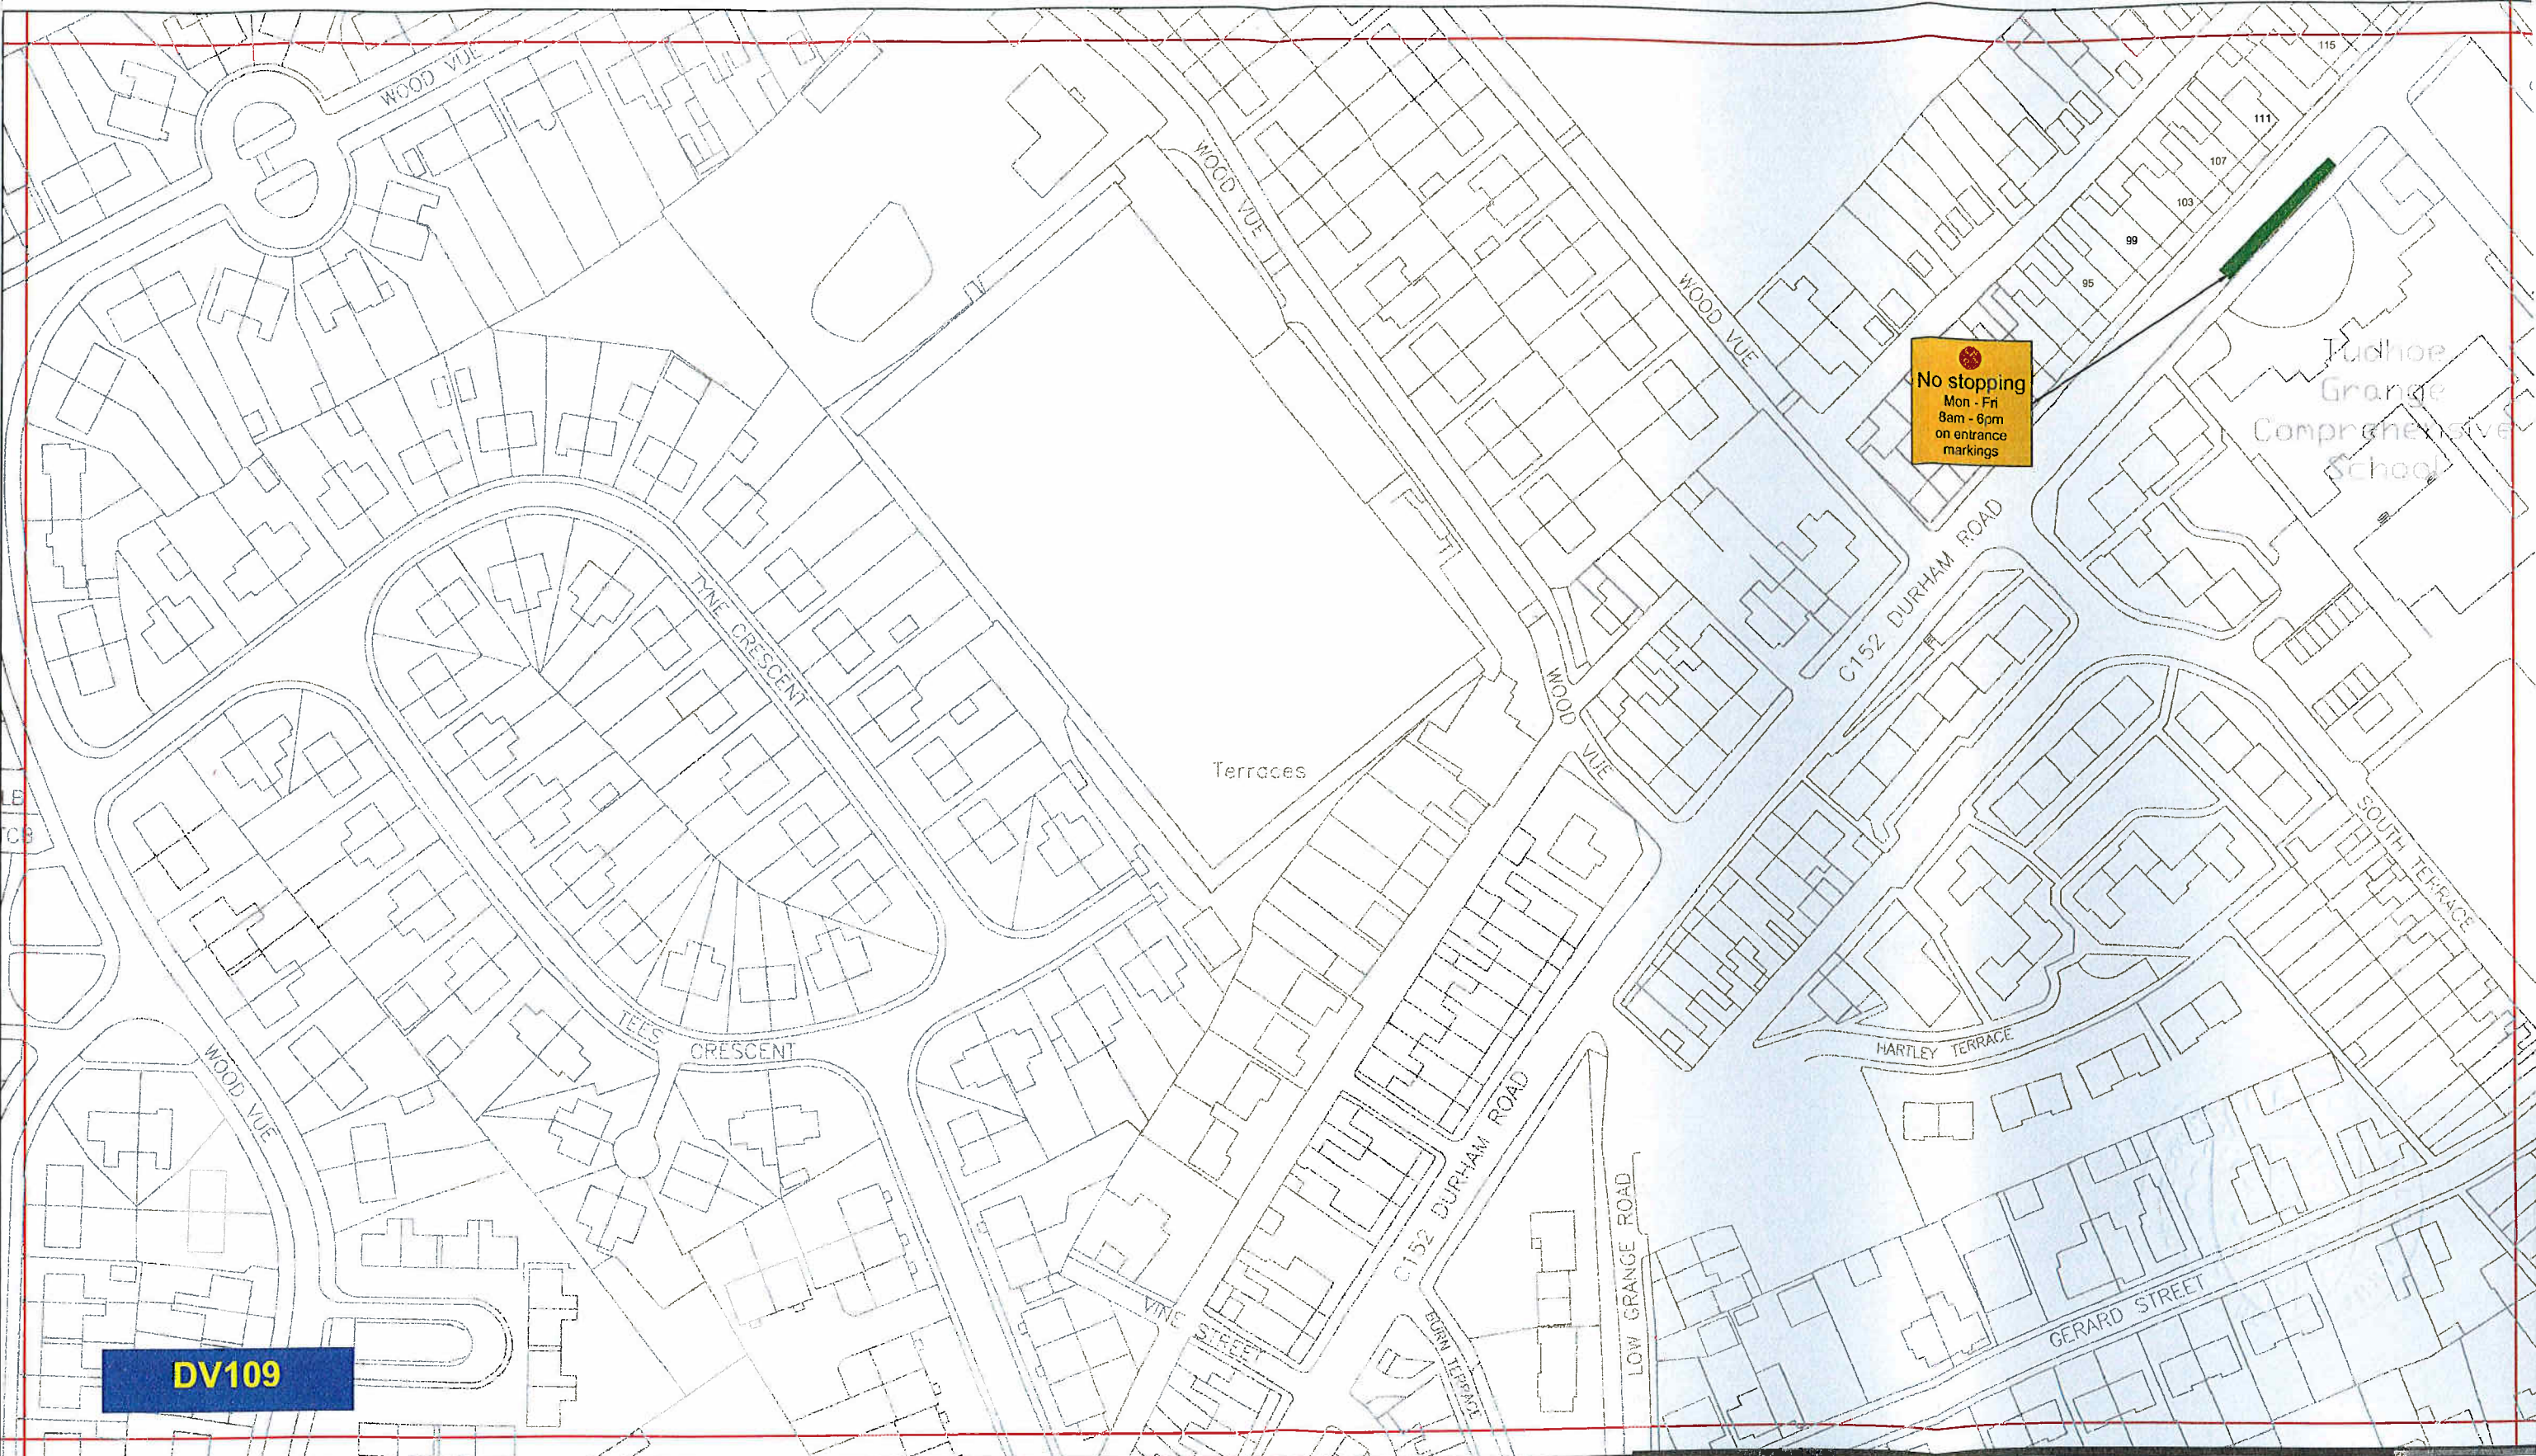 WOOD VUE
115
111
107
103
99
95
WOOD VUE
WOOD VUE
No stopping
Mon - Fri
8am - 6pm
on entrance
markings
Tudhoe
Grange
Comprehensive
School
C152 DURHAM ROAD
TYNE CRESCENT
WOOD
VUE
Terraces
LB
TCB
SOUTH TERRACE
TEES
CRESCENT
WOOD VUE
HARTLEY TERRACE
C152 DURHAM ROAD
LOW GRANGE ROAD
VINE
STREET
BURN TERRACE
GERARD STREET
DV109